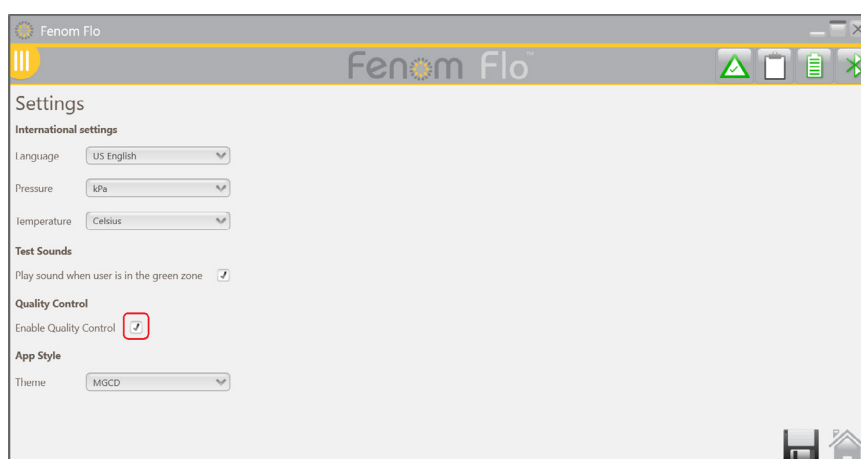 Fenom Flo
Fenom Flo™
Settings
International settings
Language US English
Pressure kPa
Temperature Celsius
Test Sounds
Play sound when user is in the green zone
Quality Control
Enable Quality Control
App Style
Theme MGCD